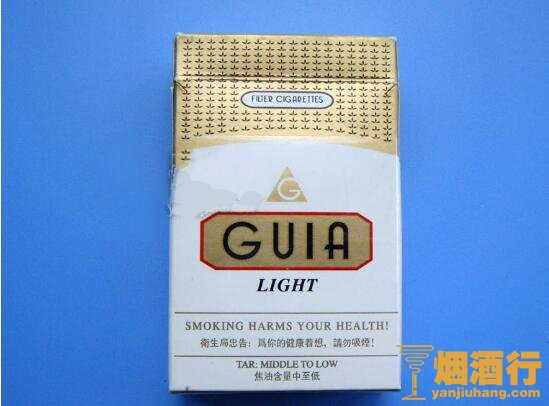 FILTER CIGARETTES
G
GUIA
LIGHT
SMOKING HARMS YOUR HEALTH!
衛生局忠告：爲你的健康着想，請勿吸煙！
TAR: MIDDLE TO LOW
焦油含量中至低
烟酒行
yanjiuhang.com